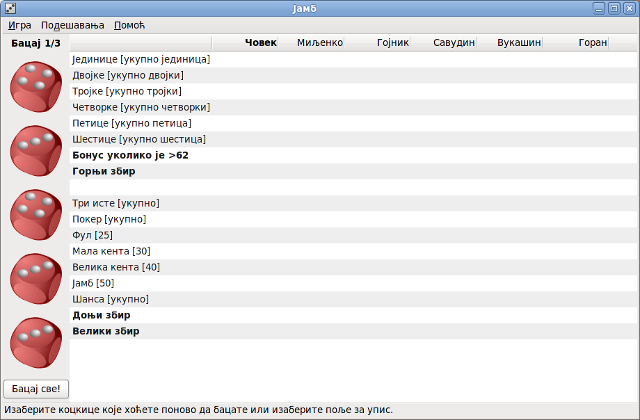 Јамб
Игра Подешавања Помоћ
Бацај 1/3
Човек Миљенко Гојник Савудин Вукашин Горан
Јединице [укупно јединица]
Двојке [укупно двојки]
Тројке [укупно тројки]
Четворке [укупно четворки]
Петице [укупно петица]
Шестице [укупно шестица]
Бонус уколико је >62
Горњи збир
Три исте [укупно]
Покер [укупно]
Фул [25]
Мала кента [30]
Велика кента [40]
Јамб [50]
Шанса [укупно]
Доњи збир
Велики збир
Бацај све!
Изаберите коцкице које хоћете поново да бацате или изаберите поље за упис.